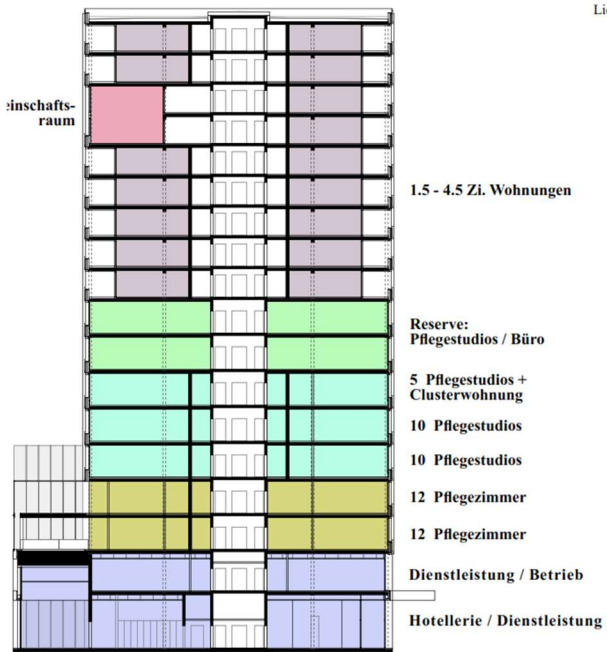 Li
einschafts-
raum
1.5 - 4.5 Zi. Wohnungen
Reserve:
Pflegestudios / Büro
5 Pflegestudios +
Clusterwohnung
10 Pflegestudios
10 Pflegestudios
12 Pflegezimmer
12 Pflegezimmer
Dienstleistung / Betrieb
Hotellerie / Dienstleistung